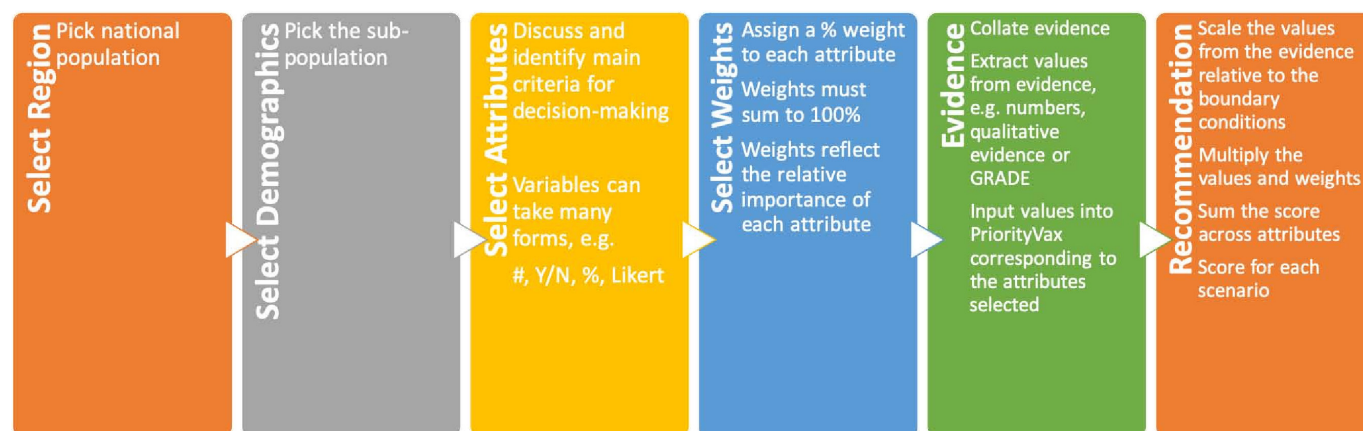 Select Region
Pick national
population
Select Demographics
Pick the sub-
population
Select Attributes
Discuss and
identify main
criteria for
decision-making
Variables can
take many
forms, e.g.
#, Y/N, %, Likert
Select Weights
Assign a % weight
to each attribute
Weights must
sum to 100%
Weights reflect
the relative
importance of
each attribute
Evidence
Collate evidence
Extract values
from evidence,
e.g. numbers,
qualitative
evidence or
GRADE
Input values into
PriorityVax
corresponding to
the attributes
selected
Recommendation
Scale the values
from the evidence
relative to the
boundary
conditions
Multiply the
values and weights
Sum the score
across attributes
Score for each
scenario